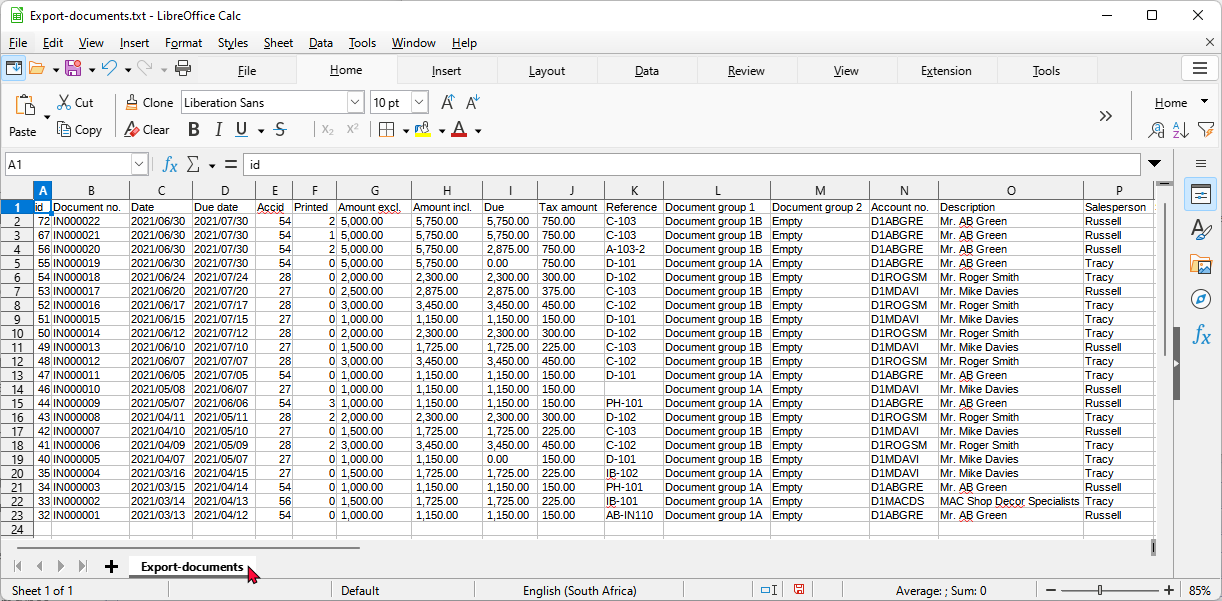 Export-documents.txt - LibreOffice Calc
File Edit View Insert Format Styles Sheet Data Tools Window Help
File Home Insert Layout Data Review View Extension Tools
Cut Clone Liberation Sans 10 pt Home
Paste Copy Clear B I U S X₂ X²
A1 fx Σ = id
A B C D E F G H I J K L M N O P
1 id Document no. Date Due date Accid Printed Amount excl. Amount incl. Due Tax amount Reference Document group 1 Document group 2 Account no. Description Salesperson
2 72 IN000022 2021/06/30 2021/07/30 54 2 5,000.00 5,750.00 5,750.00 750.00 C-103 Document group 1B Empty D1ABGRE Mr. AB Green Russell
3 67 IN000021 2021/06/30 2021/07/30 54 1 5,000.00 5,750.00 5,750.00 750.00 C-103 Document group 1B Empty D1ABGRE Mr. AB Green Russell
4 56 IN000020 2021/06/30 2021/07/30 54 2 5,000.00 5,750.00 2,875.00 750.00 A-103-2 Document group 1B Empty D1ABGRE Mr. AB Green Russell
5 55 IN000019 2021/06/30 2021/07/30 54 0 5,000.00 5,750.00 0.00 750.00 D-101 Document group 1A Empty D1ABGRE Mr. AB Green Tracy
6 54 IN000018 2021/06/24 2021/07/24 28 0 2,000.00 2,300.00 2,300.00 300.00 D-102 Document group 1B Empty D1ROGSM Mr. Roger Smith Tracy
7 53 IN000017 2021/06/20 2021/07/20 27 0 2,500.00 2,875.00 2,875.00 375.00 C-103 Document group 1B Empty D1MDAVI Mr. Mike Davies Russell
8 52 IN000016 2021/06/17 2021/07/17 28 0 3,000.00 3,450.00 3,450.00 450.00 C-102 Document group 1B Empty D1ROGSM Mr. Roger Smith Tracy
9 51 IN000015 2021/06/15 2021/07/15 27 0 1,000.00 1,150.00 1,150.00 150.00 D-101 Document group 1B Empty D1MDAVI Mr. Mike Davies Russell
10 50 IN000014 2021/06/12 2021/07/12 28 0 2,000.00 2,300.00 2,300.00 300.00 D-102 Document group 1B Empty D1ROGSM Mr. Roger Smith Tracy
11 49 IN000013 2021/06/10 2021/07/10 27 0 1,500.00 1,725.00 1,725.00 225.00 C-103 Document group 1B Empty D1MDAVI Mr. Mike Davies Russell
12 48 IN000012 2021/06/07 2021/07/07 28 0 3,000.00 3,450.00 3,450.00 450.00 C-102 Document group 1B Empty D1ROGSM Mr. Roger Smith Tracy
13 47 IN000011 2021/06/05 2021/07/05 54 0 1,000.00 1,150.00 1,150.00 150.00 D-101 Document group 1A Empty D1ABGRE Mr. AB Green Tracy
14 46 IN000010 2021/05/08 2021/06/07 27 0 1,000.00 1,150.00 1,150.00 150.00 Document group 1A Empty D1MDAVI Mr. Mike Davies Russell
15 44 IN000009 2021/05/07 2021/06/06 54 3 1,000.00 1,150.00 1,150.00 150.00 PH-101 Document group 1A Empty D1ABGRE Mr. AB Green Russell
16 43 IN000008 2021/04/11 2021/05/11 28 2 2,000.00 2,300.00 2,300.00 300.00 D-102 Document group 1B Empty D1ROGSM Mr. Roger Smith Tracy
17 42 IN000007 2021/04/10 2021/05/10 27 0 1,500.00 1,725.00 1,725.00 225.00 C-103 Document group 1B Empty D1MDAVI Mr. Mike Davies Russell
18 41 IN000006 2021/04/09 2021/05/09 28 2 3,000.00 3,450.00 3,450.00 450.00 C-102 Document group 1B Empty D1ROGSM Mr. Roger Smith Tracy
19 40 IN000005 2021/04/07 2021/05/07 27 0 1,000.00 1,150.00 0.00 150.00 D-101 Document group 1B Empty D1MDAVI Mr. Mike Davies Tracy
20 35 IN000004 2021/03/16 2021/04/15 27 0 1,500.00 1,725.00 1,725.00 225.00 IB-102 Document group 1A Empty D1MDAVI Mr. Mike Davies Tracy
21 34 IN000003 2021/03/15 2021/04/14 54 0 1,000.00 1,150.00 1,150.00 150.00 PH-101 Document group 1A Empty D1ABGRE Mr. AB Green Russell
22 33 IN000002 2021/03/14 2021/04/13 56 0 1,500.00 1,725.00 1,725.00 225.00 IB-101 Document group 1A Empty D1MACDS MAC Shop Decor Specialists Tracy
23 32 IN000001 2021/03/13 2021/04/12 54 0 1,000.00 1,150.00 1,150.00 150.00 AB-IN110 Document group 1A Empty D1ABGRE Mr. AB Green Russell
24
Export-documents
Sheet 1 of 1 Default English (South Africa) Average: ; Sum: 0 85%